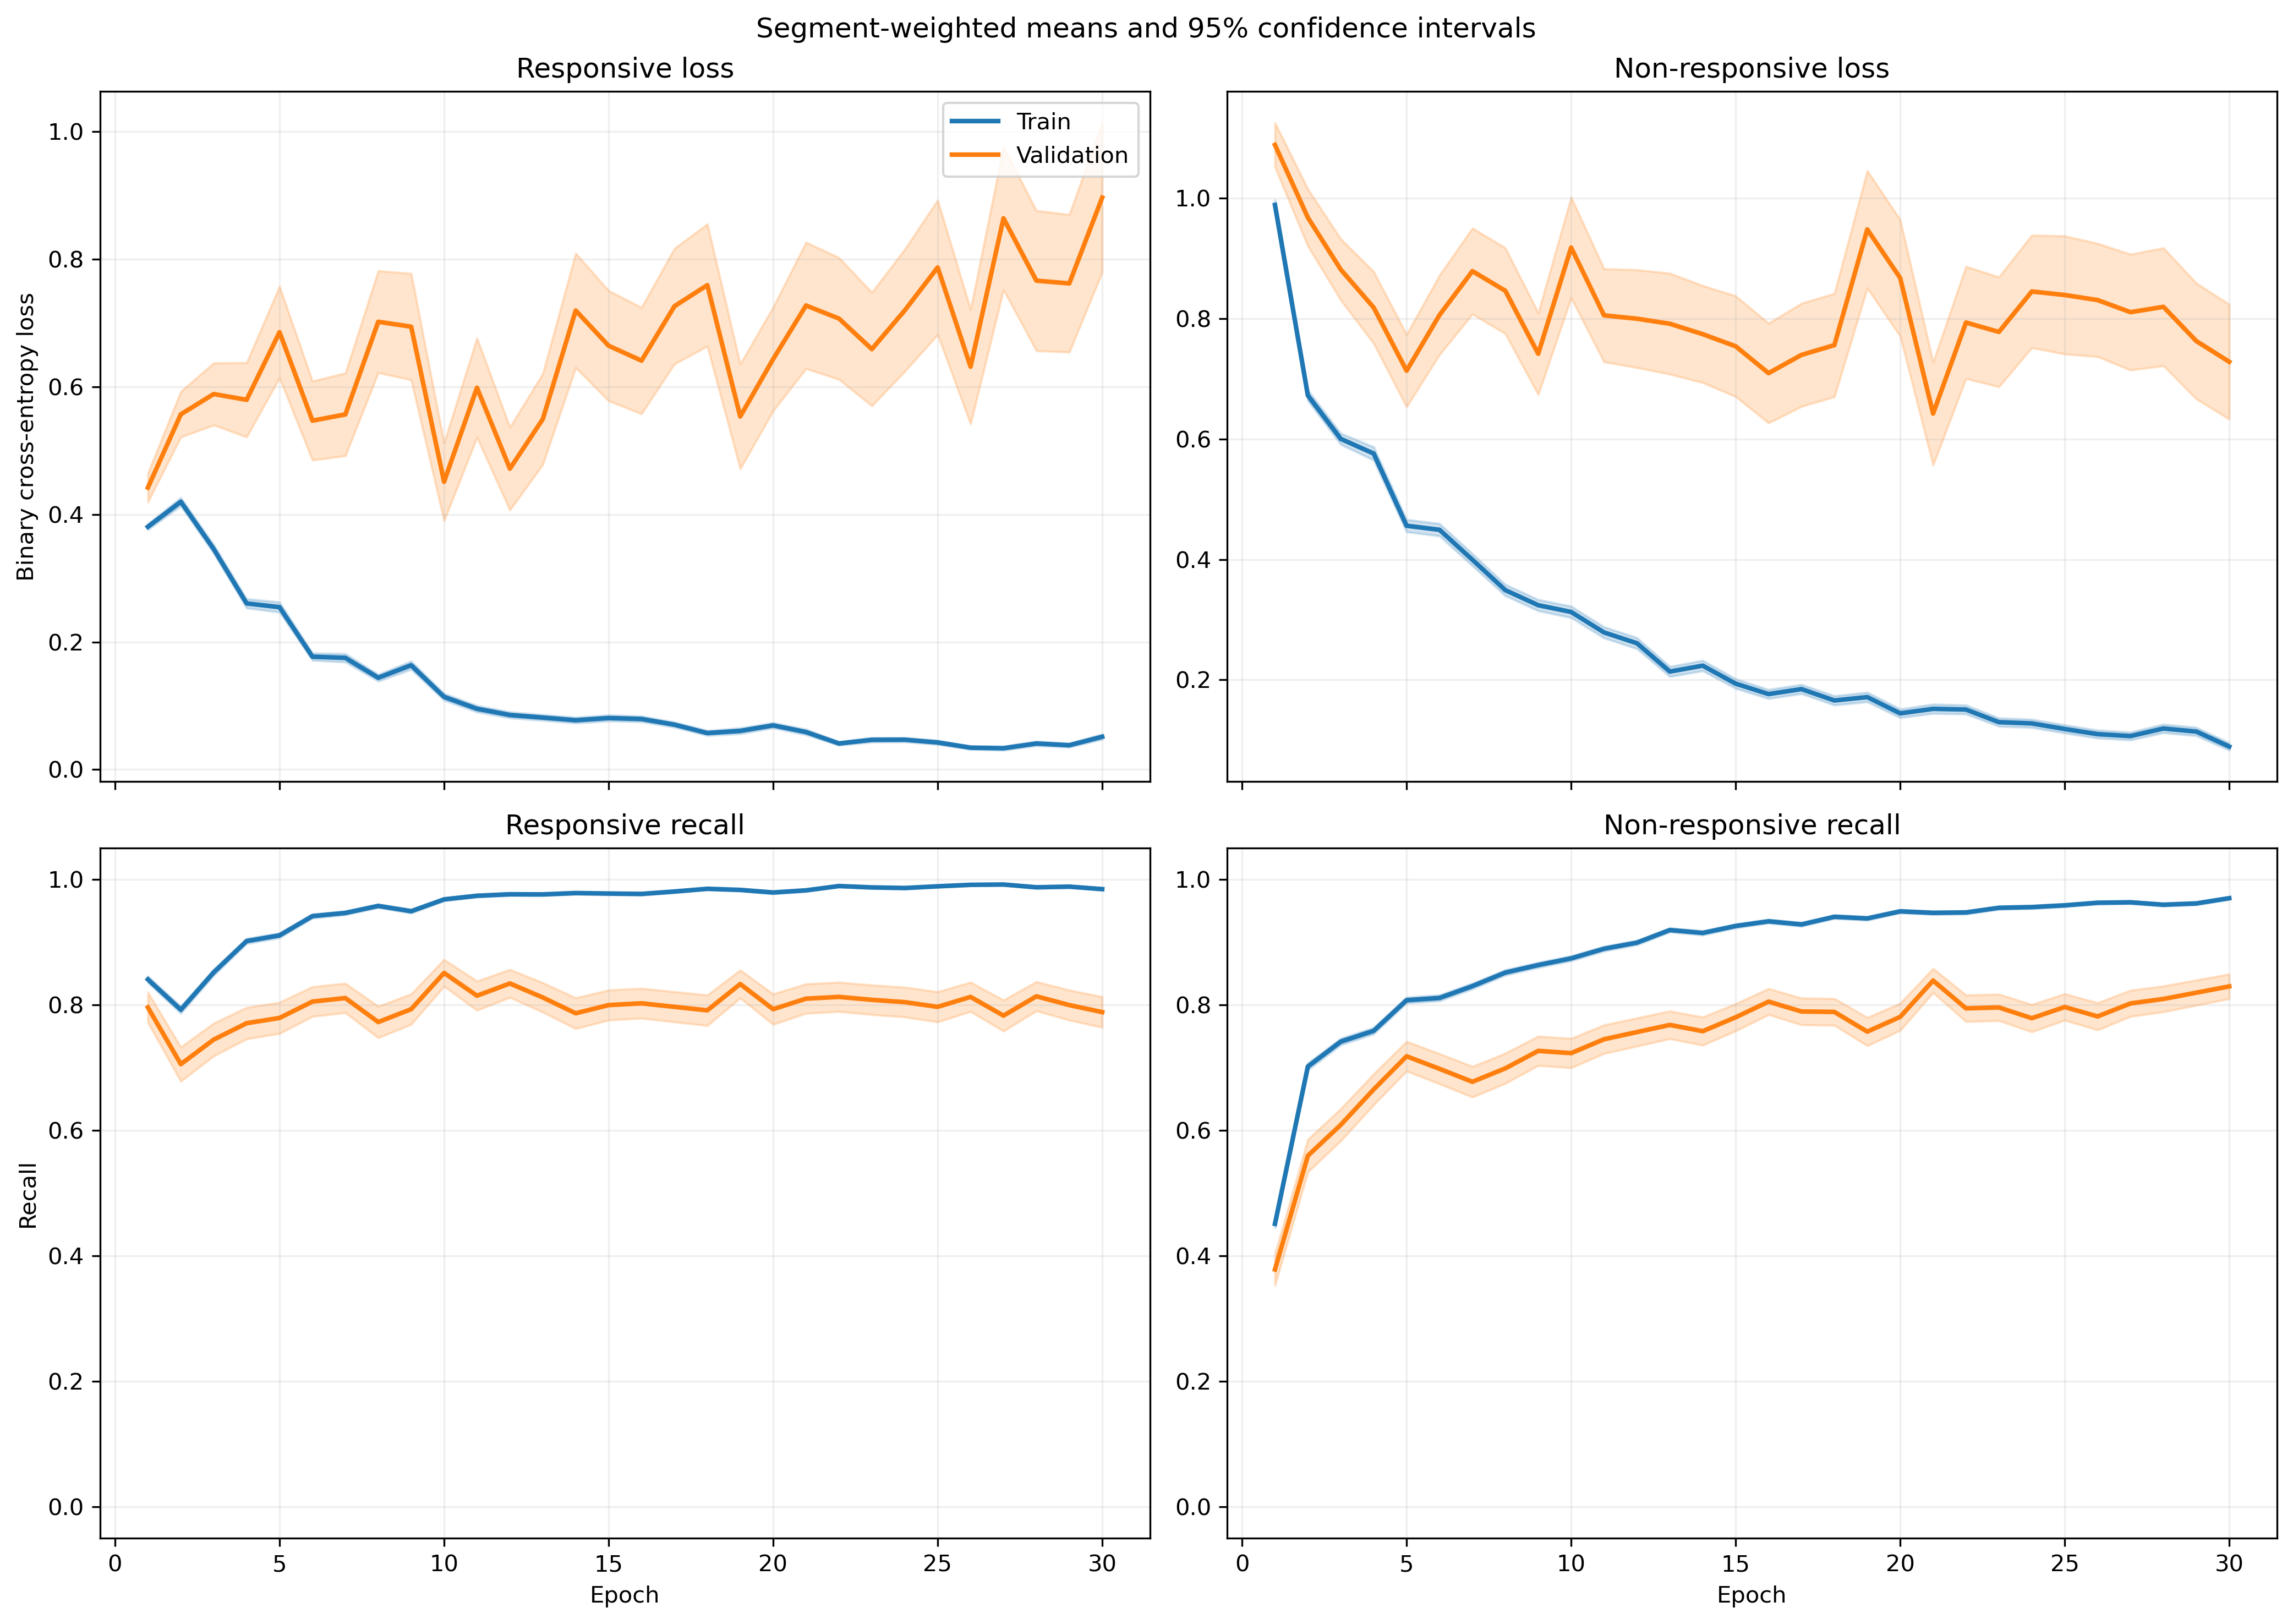 Segment-weighted means and 95% confidence intervals
Responsive loss
Non-responsive loss
Train
Validation
Binary cross-entropy loss
1.0
0.8
0.6
0.4
0.2
0.0
1.0
0.8
0.6
0.4
0.2
Responsive recall
Non-responsive recall
Recall
1.0
0.8
0.6
0.4
0.2
0.0
0 5 10 15 20 25 30
Epoch
1.0
0.8
0.6
0.4
0.2
0.0
0 5 10 15 20 25 30
Epoch